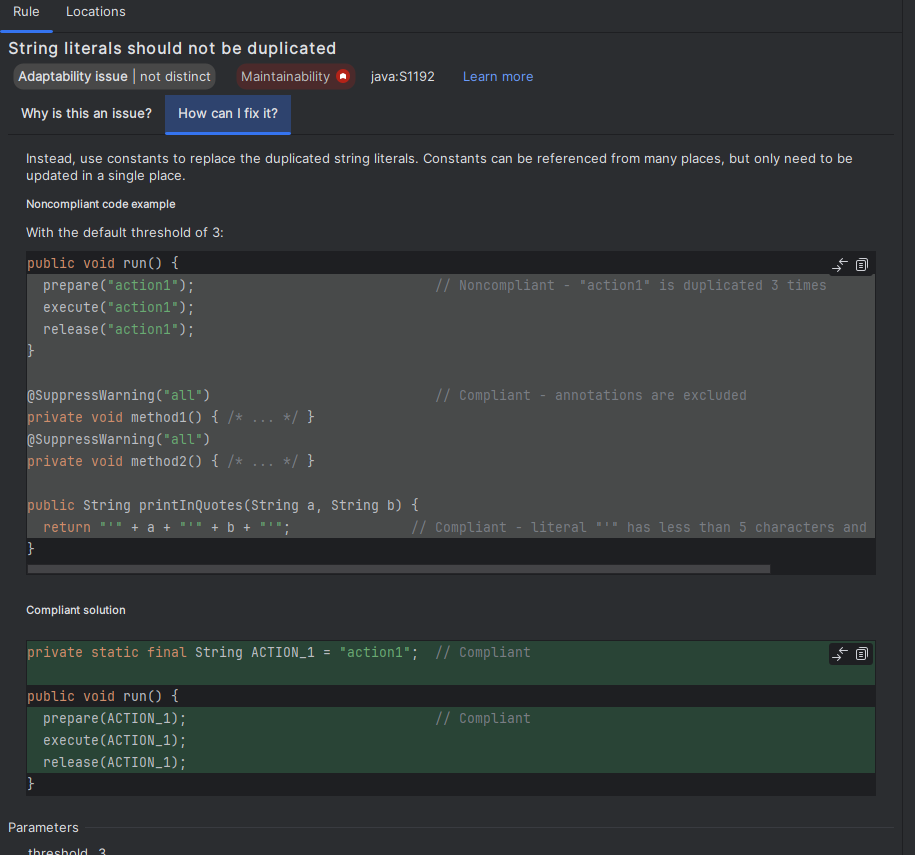 Rule Locations
String literals should not be duplicated
Adaptability issue | not distinct Maintainability java:S1192 Learn more
Why is this an issue? How can I fix it?
Instead, use constants to replace the duplicated string literals. Constants can be referenced from many places, but only need to be
updated in a single place.
Noncompliant code example
With the default threshold of 3:
public void run() {
  prepare("action1");                              // Noncompliant - "action1" is duplicated 3 times
  execute("action1");
  release("action1");
}
@SuppressWarning("all")                            // Compliant - annotations are excluded
private void method1() { /* ... */ }
@SuppressWarning("all")
private void method2() { /* ... */ }
public String printInQuotes(String a, String b) {
  return "'" + a + "'" + b + "'";               // Compliant - literal "'" has less than 5 characters and
}
Compliant solution
private static final String ACTION_1 = "action1";  // Compliant
public void run() {
  prepare(ACTION_1);                               // Compliant
  execute(ACTION_1);
  release(ACTION_1);
}
Parameters
threshold 3